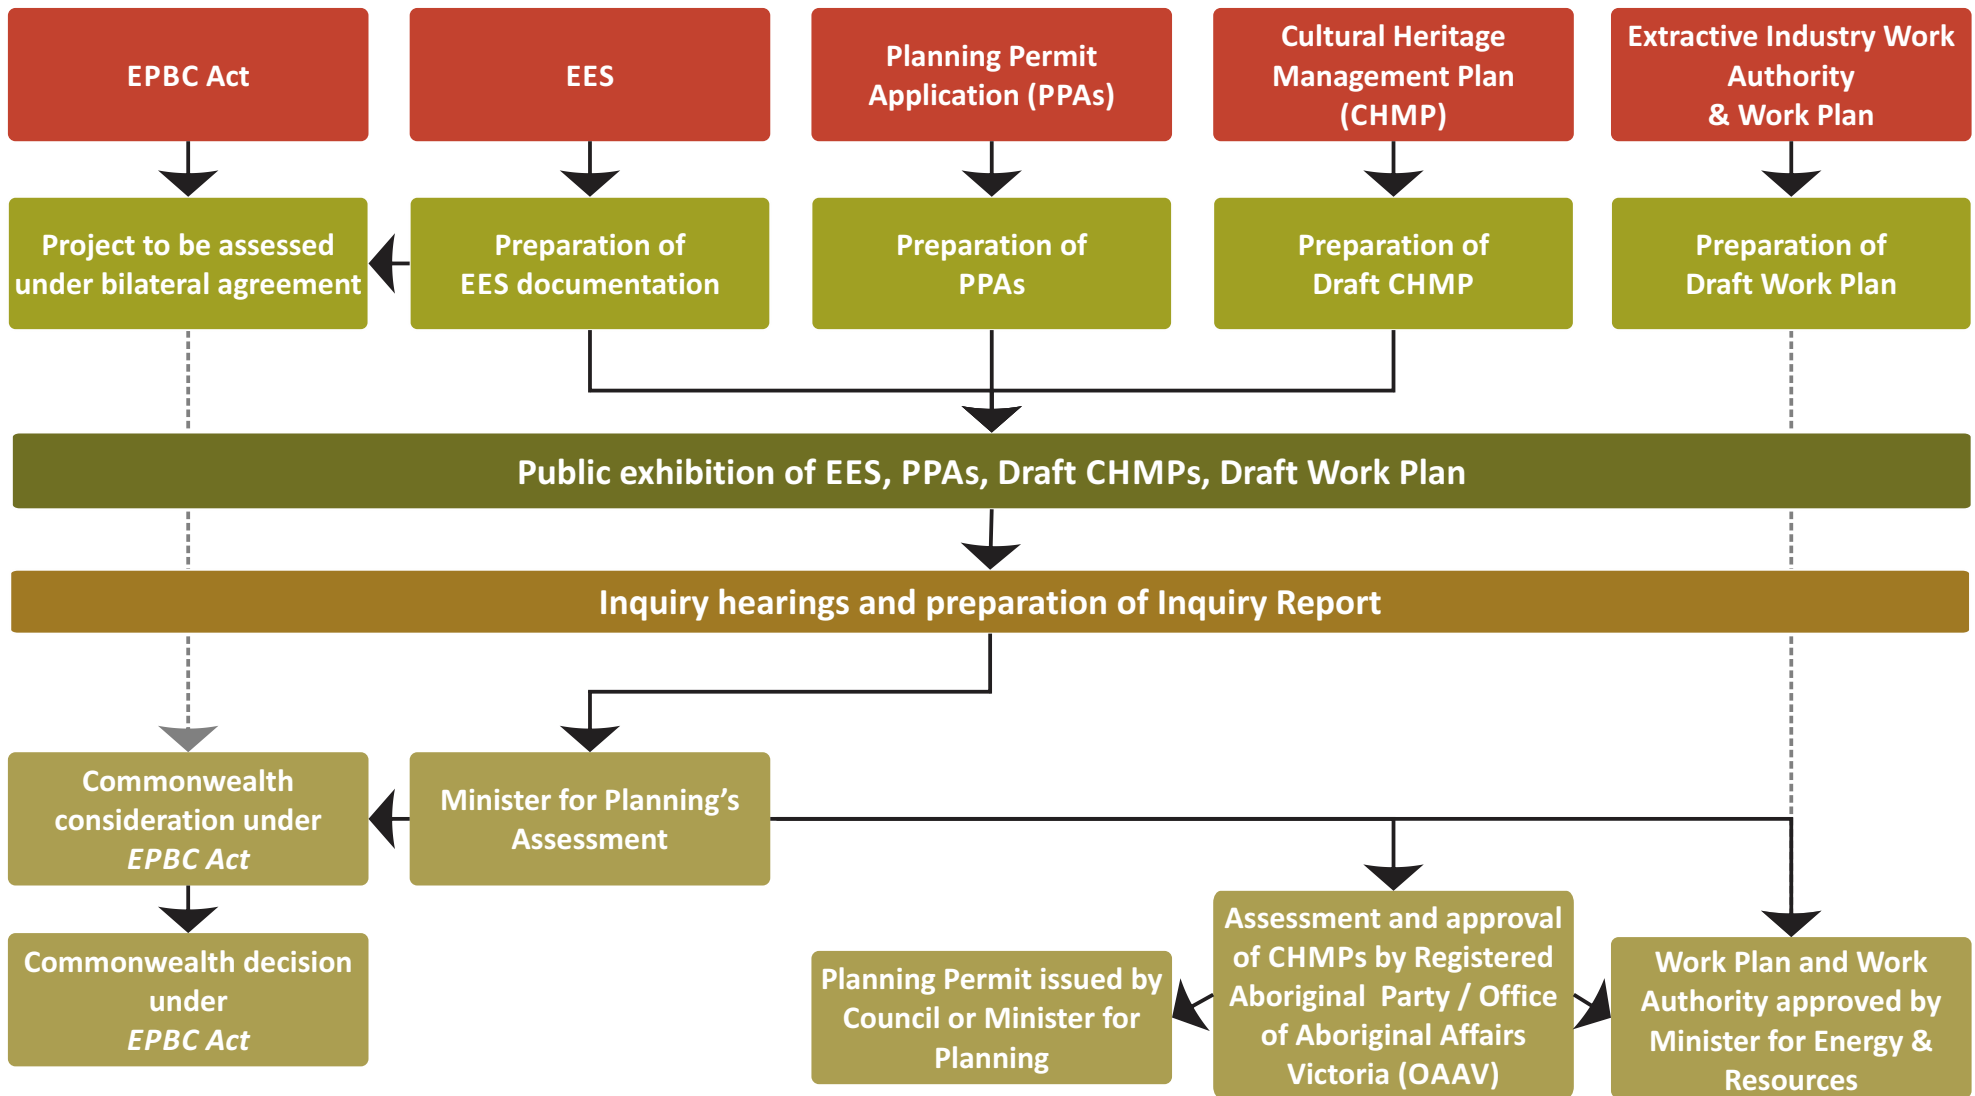 EPBC Act
EES
Planning Permit
Application (PPAs)
Cultural Heritage
Management Plan
(CHMP)
Extractive Industry Work
Authority
& Work Plan
Project to be assessed
under bilateral agreement
Preparation of
EES documentation
Preparation of
PPAs
Preparation of
Draft CHMP
Preparation of
Draft Work Plan
Public exhibition of EES, PPAs, Draft CHMPs, Draft Work Plan
Inquiry hearings and preparation of Inquiry Report
Commonwealth
consideration under
EPBC Act
Minister for Planning’s
Assessment
Commonwealth decision
under
EPBC Act
Planning Permit issued by
Council or Minister for
Planning
Assessment and approval
of CHMPs by Registered
Aboriginal Party / Office
of Aboriginal Affairs
Victoria (OAAV)
Work Plan and Work
Authority approved by
Minister for Energy &
Resources